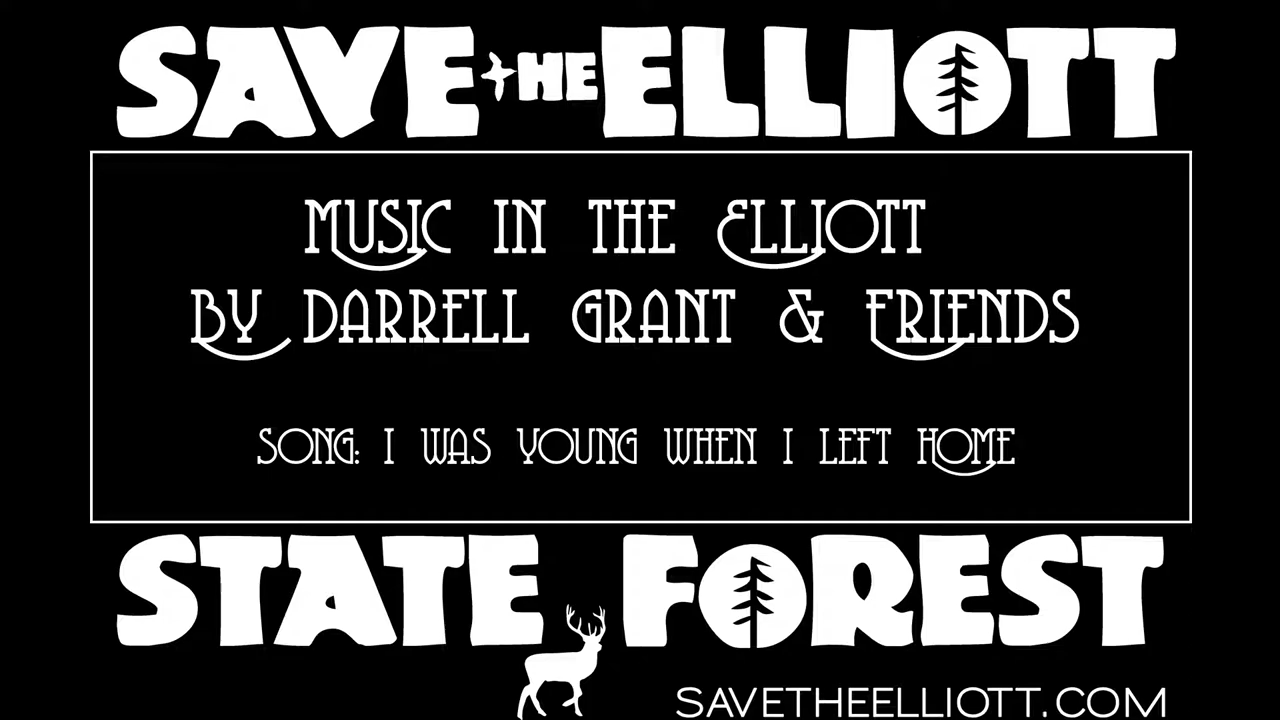 SAVE THE ELLIOTT
MUSIC IN THE ELLIOTT
BY DARRELL GRANT & FRIENDS
SONG: I WAS YOUNG WHEN I LEFT HOME
STATE FOREST
SAVETHEELLIOTT.COM